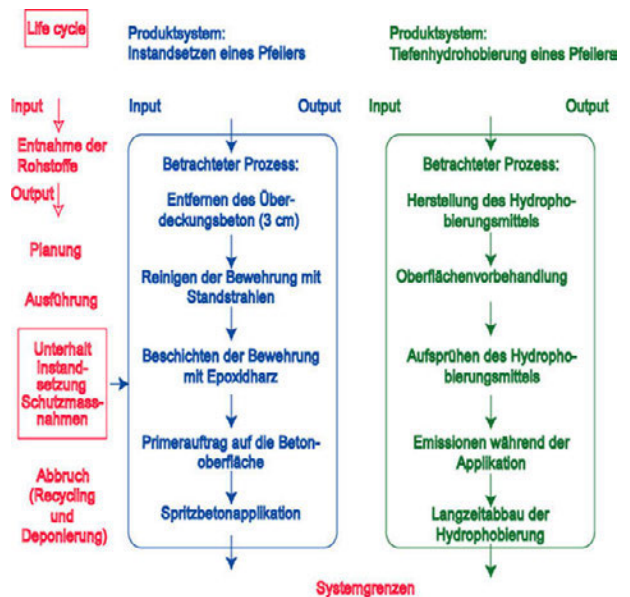 Life cycle
Input
Entnahme der
Rohstoffe
Output
Planung
Ausführung
Unterhalt
Instand-
setzung
Schutzmass-
nahmen
Abbruch
(Recycling
und
Deponierung)
Produktsystem:
Instandsetzen eines Pfeilers
Input
Output
Betrachteter Prozess:
Entfernen des Über-
deckungsbeton (3 cm)
Reinigen der Bewehrung mit
Standstrahlen
Beschichten der Bewehrung
mit Epoxidharz
Primerauftrag auf die Beton-
oberfläche
Spritzbetonapplikation
Produktsystem:
Tiefenhydrohobierung eines Pfeilers
Input
Output
Betrachteter Prozess:
Herstellung des Hydropho-
bierungsmittels
Oberflächenvorbehandlung
Aufsprühen des Hydropho-
bierungsmittels
Emissionen während der
Applikation
Langzeitabbau der
Hydrophobierung
Systemgrenzen